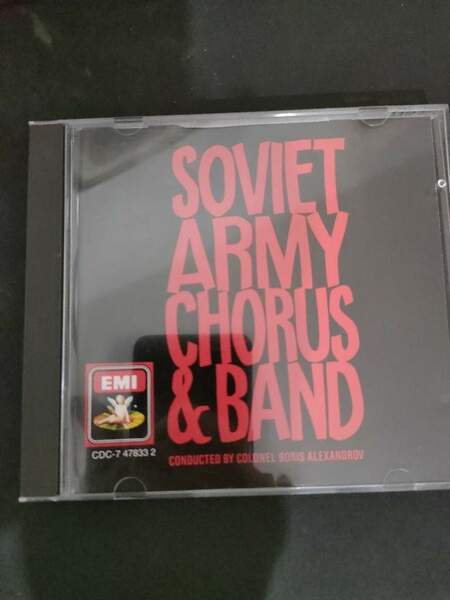 SOVIET
ARMY
CHORUS
& BAND
CONDUCTED BY COLONEL BORIS ALEXANDROV
EMI
CDC-7 47833 2